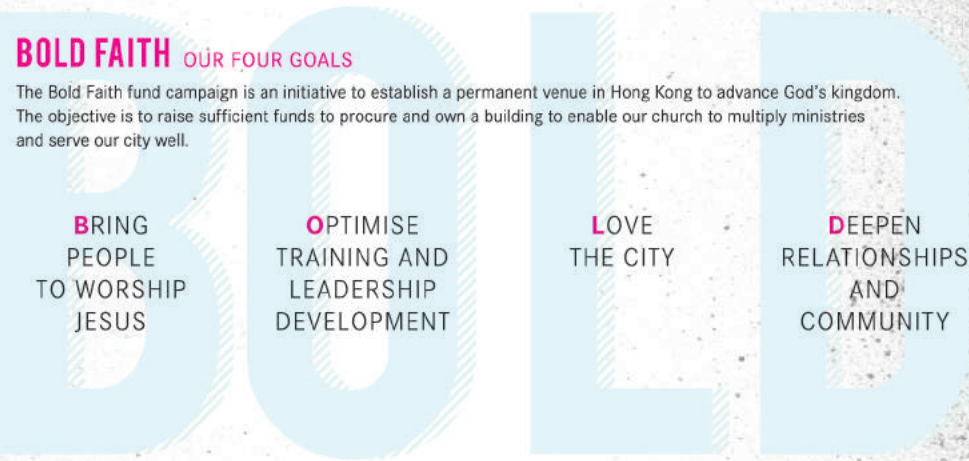 BOLD FAITH OUR FOUR GOALS
The Bold Faith fund campaign is an initiative to establish a permanent venue in Hong Kong to advance God's kingdom.
The objective is to raise sufficient funds to procure and own a building to enable our church to multiply ministries
and serve our city well.
BOLD
BRING
PEOPLE
TO WORSHIP
JESUS
OPTIMISE
TRAINING AND
LEADERSHIP
DEVELOPMENT
LOVE
THE CITY
DEEPEN
RELATIONSHIPS
AND
COMMUNITY